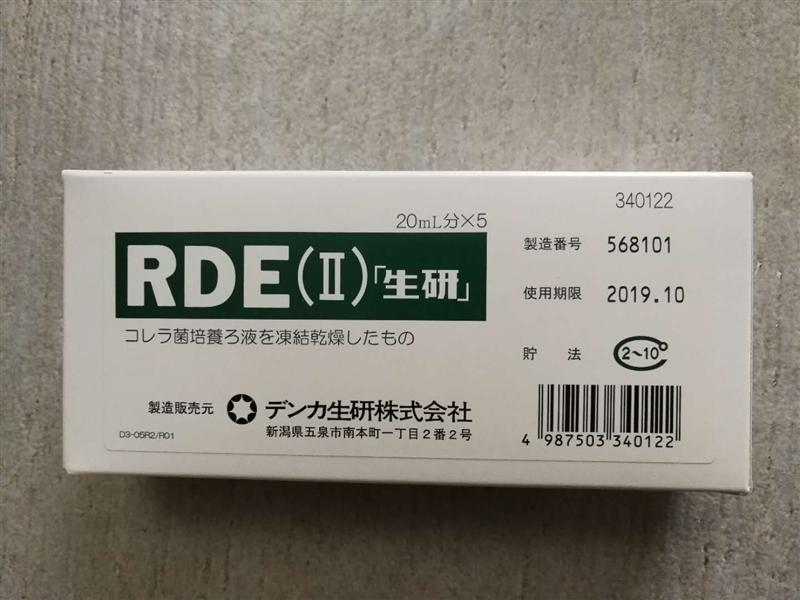 340122
20mL分×5
RDE(Ⅱ)「生研」
コレラ菌培養ろ液を凍結乾燥したもの
製造番号 568101
使用期限 2019.10
貯法 2~10°
製造販売元 デンカ生研株式会社
新潟県五泉市南本町一丁目2番2号
D3-05R2/R01
4 987503 340122